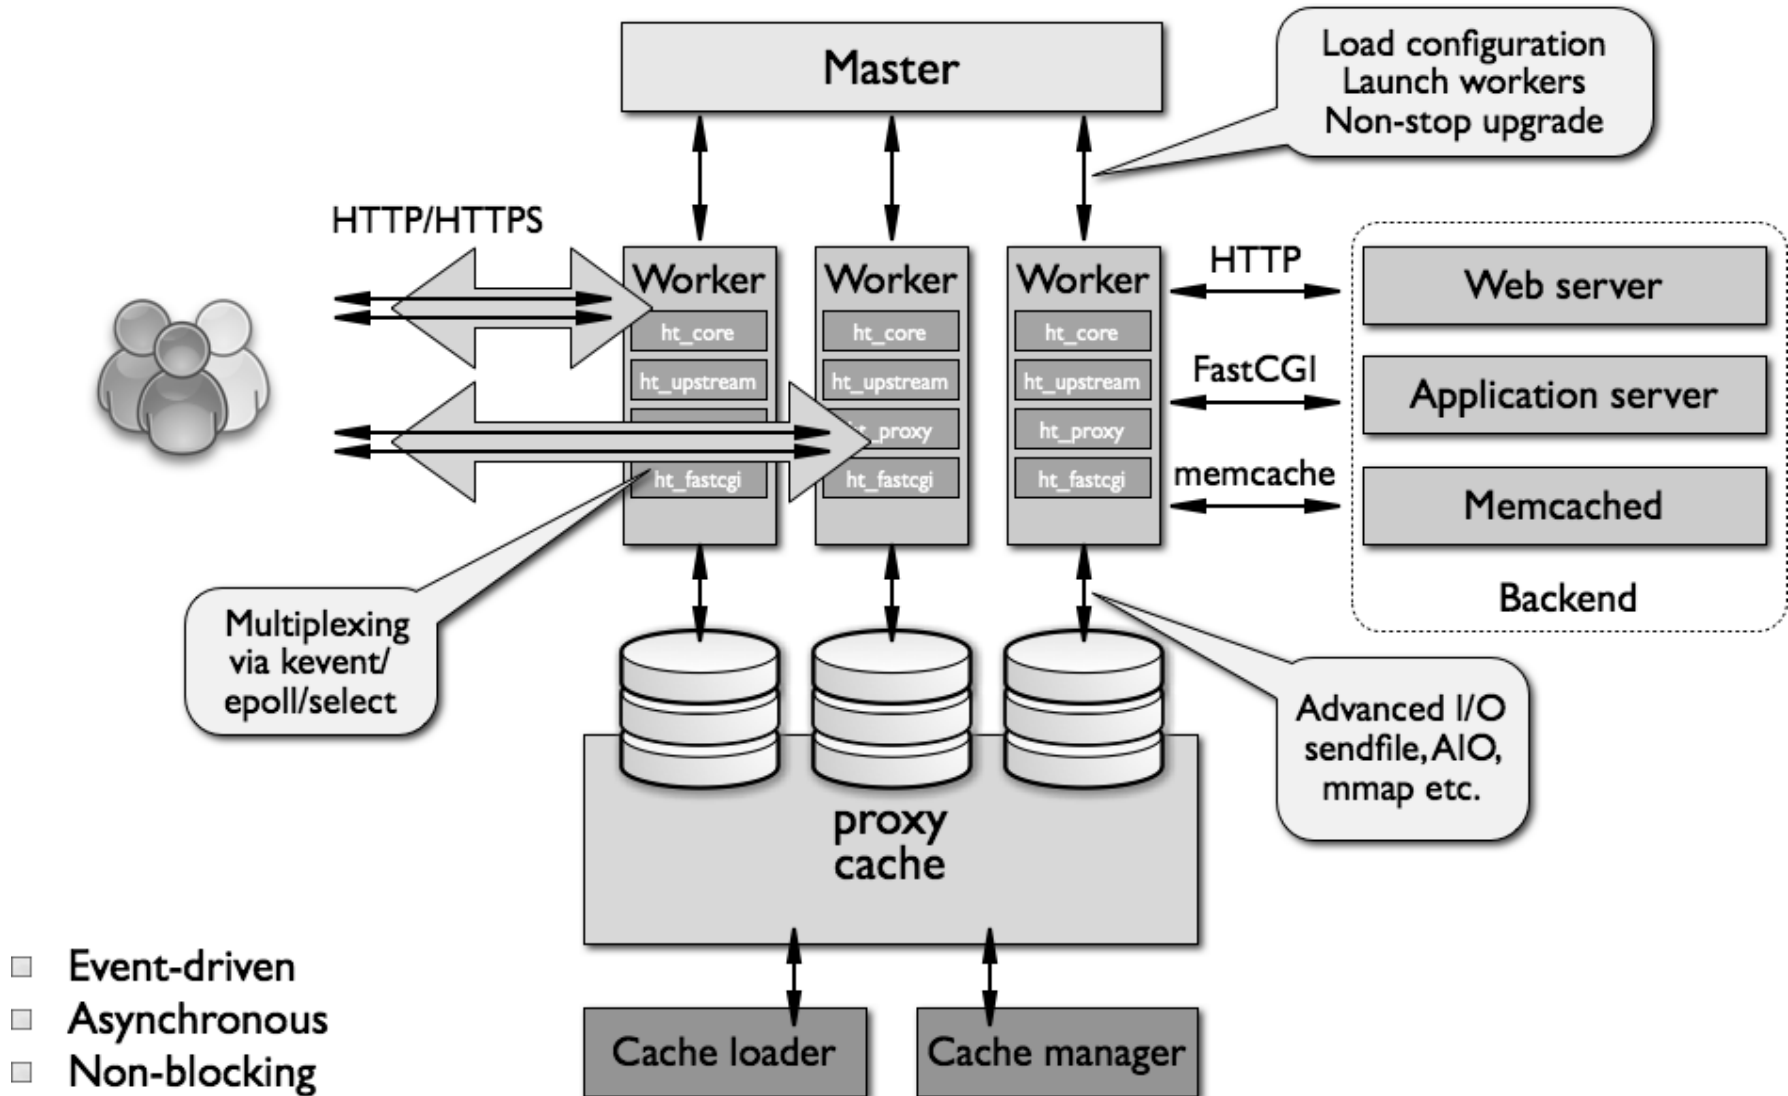 Master
Load configuration
Launch workers
Non-stop upgrade
HTTP/HTTPS
Worker
ht_core
ht_upstream
ht_fastcgi
Worker
ht_core
ht_upstream
ht_proxy
ht_fastcgi
Worker
ht_core
ht_upstream
ht_proxy
ht_fastcgi
HTTP
FastCGI
memcache
Web server
Application server
Memcached
Backend
Multiplexing
via kevent/
epoll/select
Advanced I/O
sendfile, AIO,
mmap etc.
proxy
cache
Cache loader
Cache manager
Event-driven
Asynchronous
Non-blocking